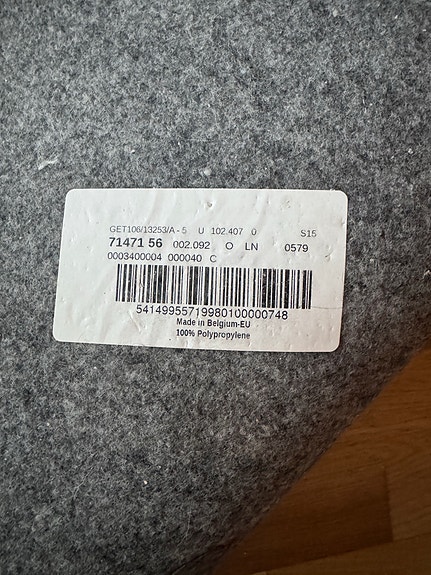 GET106/13253/A - 5 U 102.407 0 S15
71471 56 002.092 O LN 0579
0003400004 000040 C
54149955719980100000748
Made in Belgium-EU
100% Polypropylene